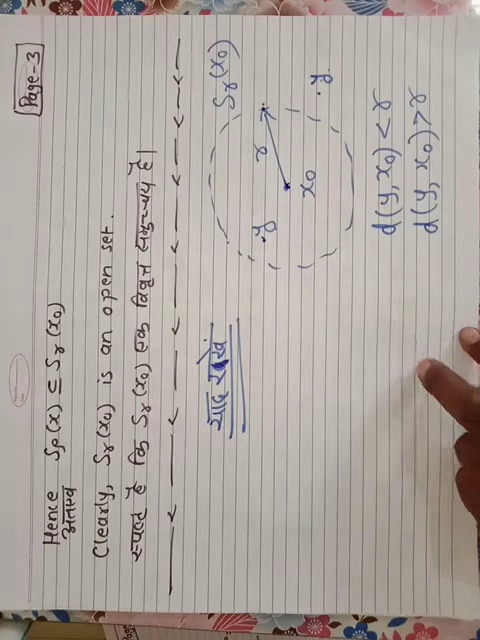 Page-3
Hence Sρ(x) ⊆ Sr(x0)
अतएव
Clearly, Sr(x0) is an open set.
स्पष्ट है कि Sr(x0) एक विवृत्त समुच्चय है।
याद रखें
Sr(x0)
r
.y
x0
.y
d(y,x0) < r
d(y, x0) > r